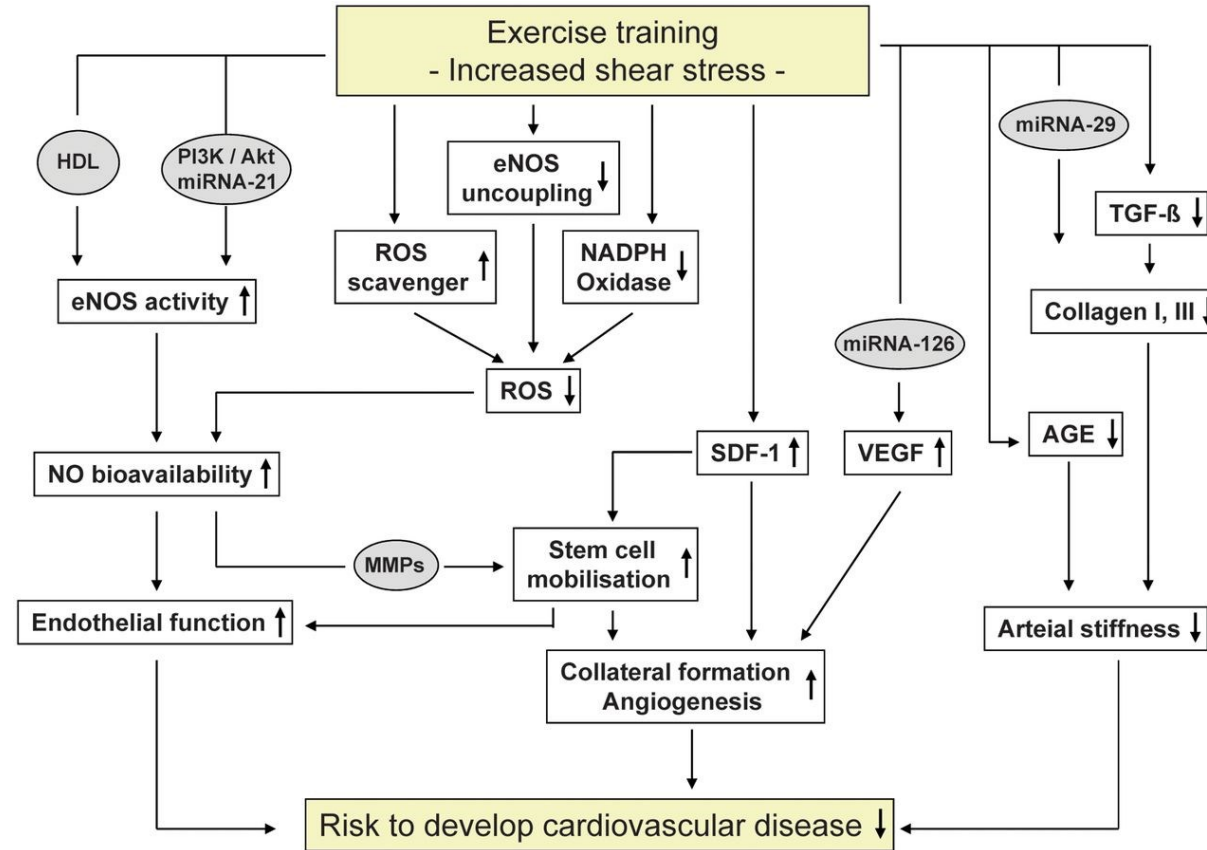 Exercise training
- Increased shear stress -
HDL
PI3K / Akt
miRNA-21
eNOS
uncoupling ↓
miRNA-29
ROS
scavenger ↑
NADPH
Oxidase ↓
TGF-ß ↓
eNOS activity ↑
Collagen I, III ↓
miRNA-126
ROS ↓
SDF-1 ↑
VEGF ↑
AGE ↓
NO bioavailability ↑
MMPs
Stem cell
mobilisation ↑
Endothelial function ↑
Arteial stiffness ↓
Collateral formation
Angiogenesis ↑
Risk to develop cardiovascular disease ↓